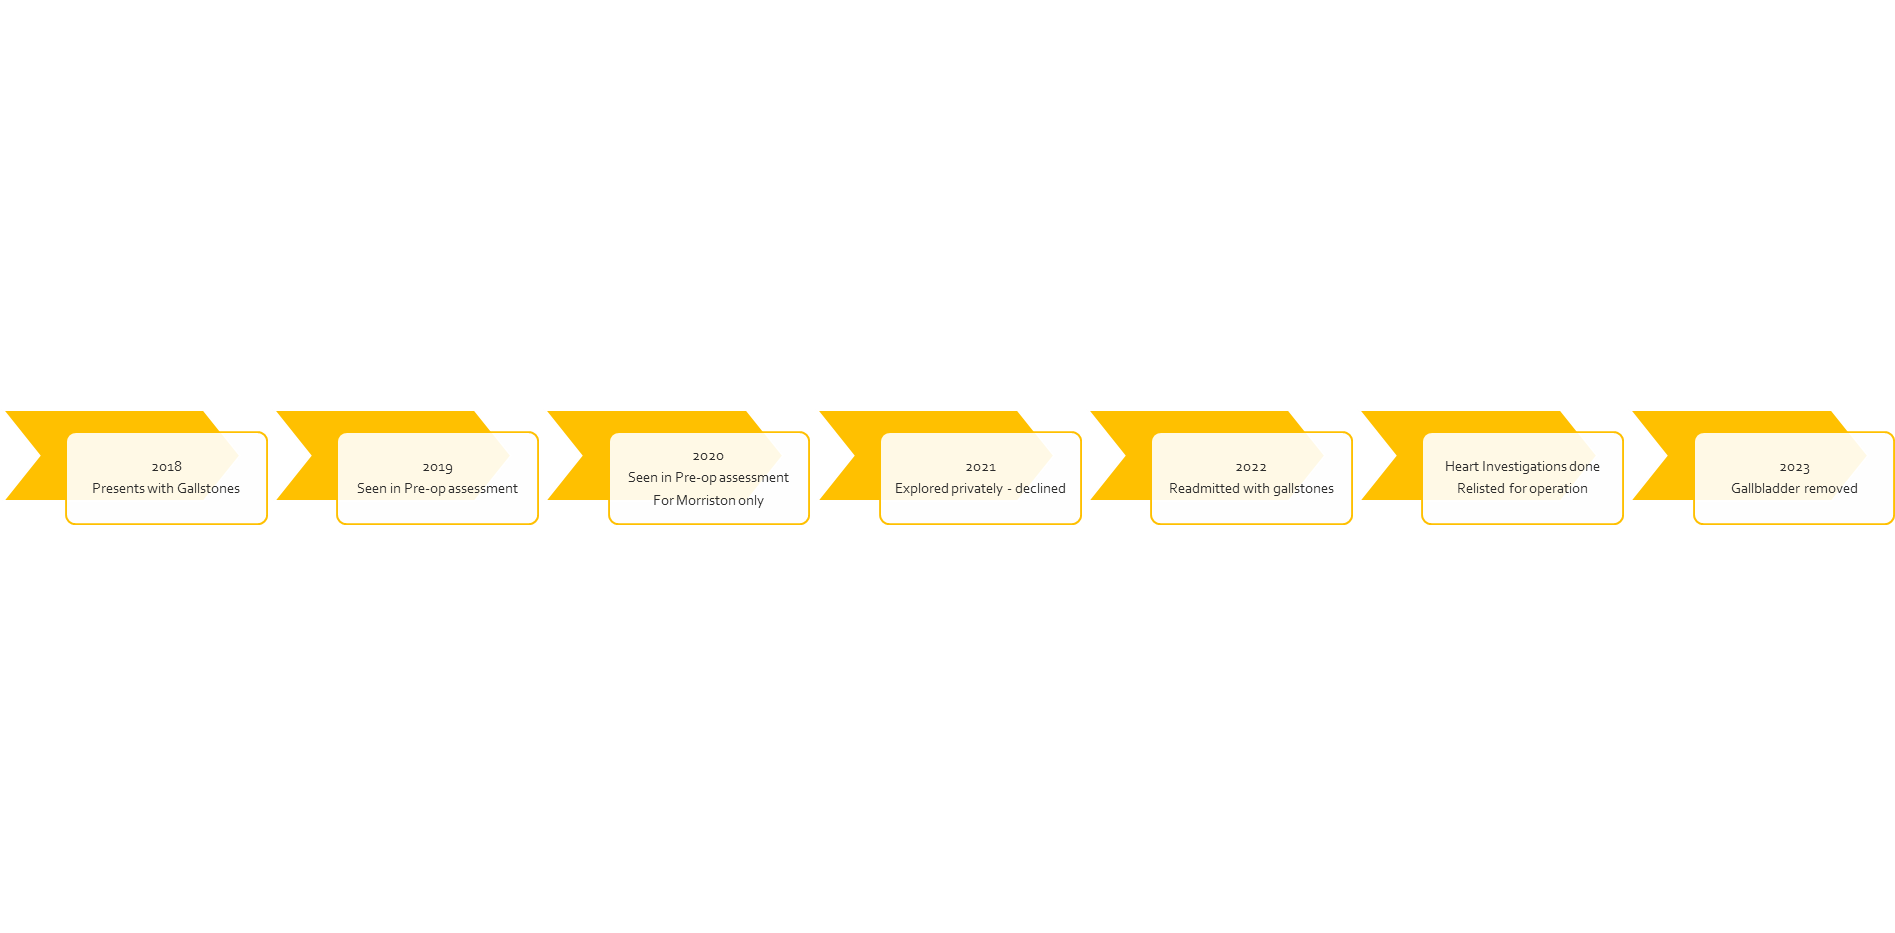 2018
Presents with Gallstones
2019
Seen in Pre-op assessment
2020
Seen in Pre-op assessment
For Morriston only
2021
Explored privately - declined
2022
Readmitted with gallstones
Heart Investigations done
Relisted for operation
2023
Gallbladder removed